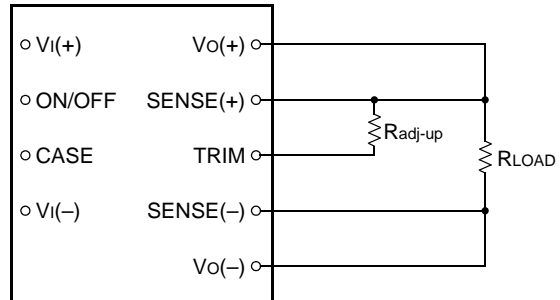 VI(+)
VO(+)
ON/OFF
SENSE(+)
CASE
TRIM
VI(–)
SENSE(–)
VO(–)
Radj-up
RLOAD